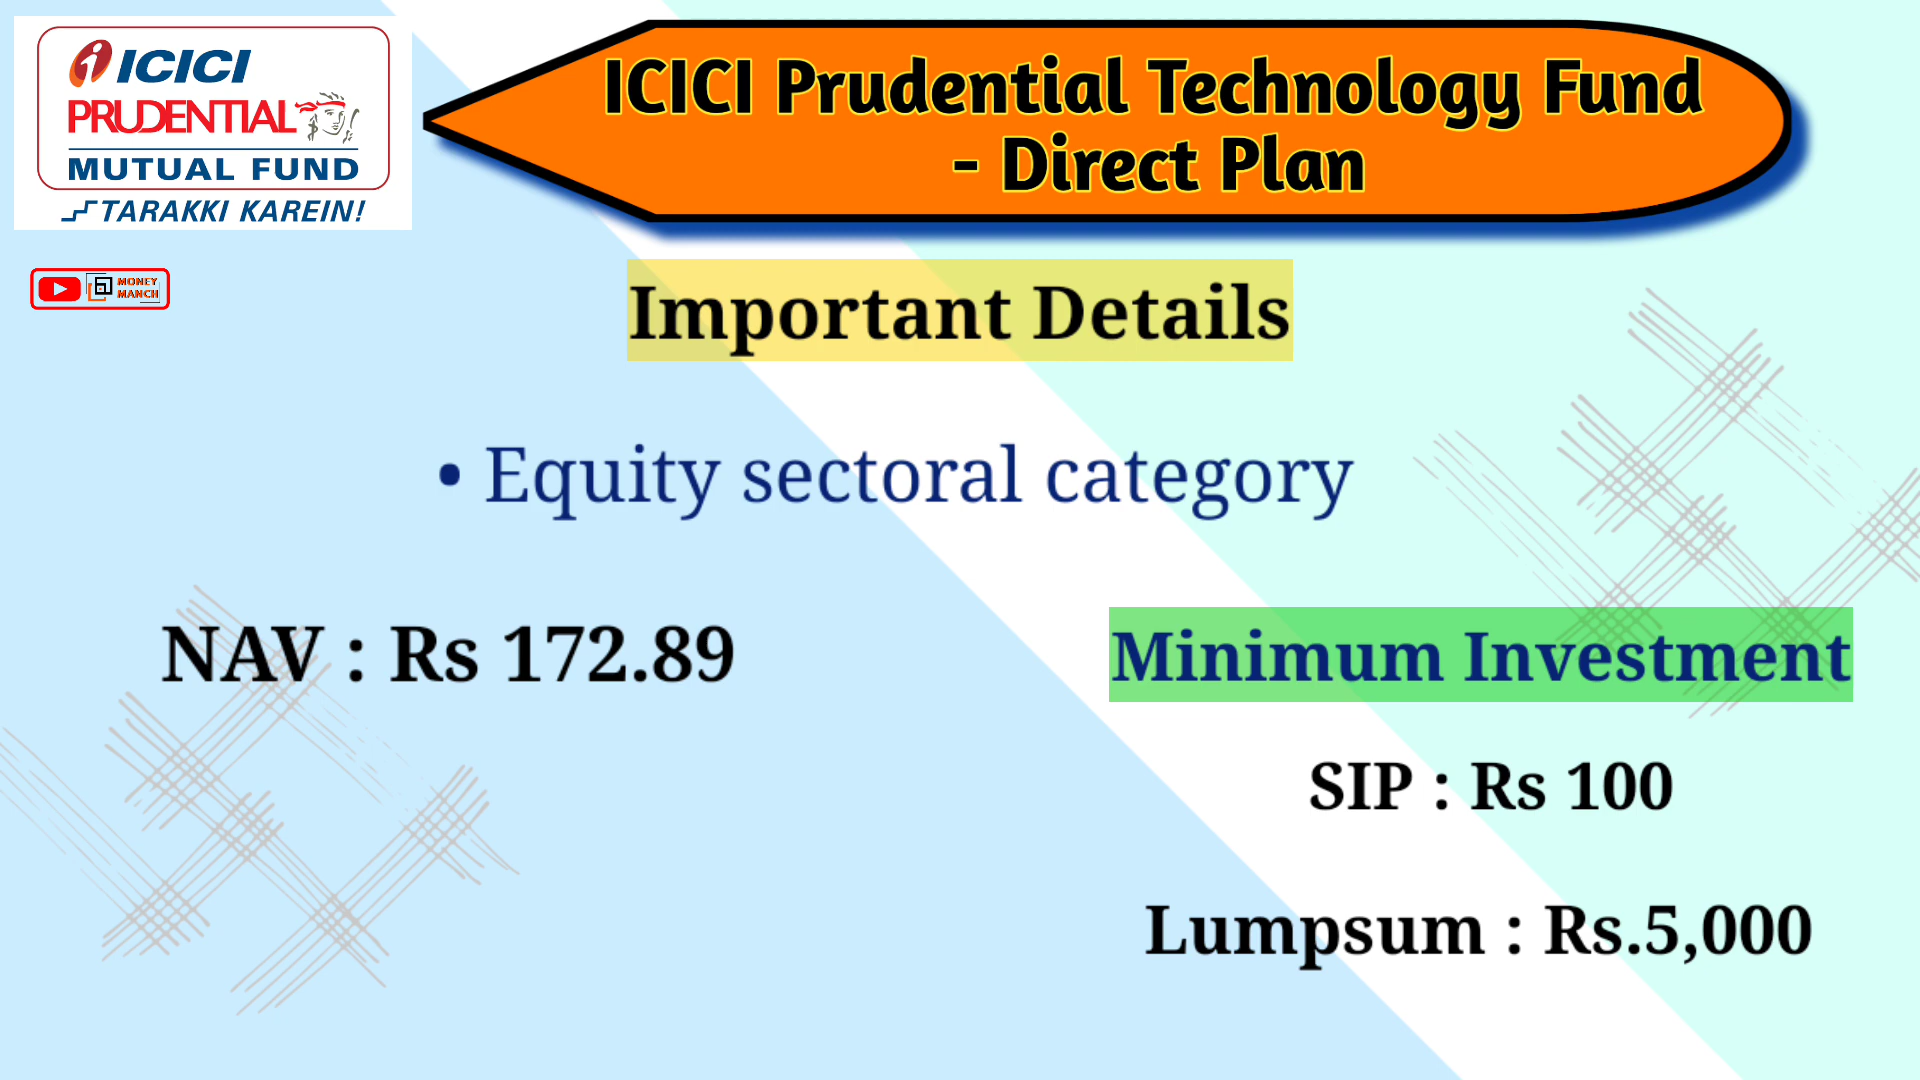 ICICI
PRUDENTIAL
MUTUAL FUND
TARAKKI KAREIN!
ICICI Prudential Technology Fund
- Direct Plan
MONEY
MANCH
Important Details
• Equity sectoral category
NAV : Rs 172.89
Minimum Investment
SIP : Rs 100
Lumpsum : Rs.5,000